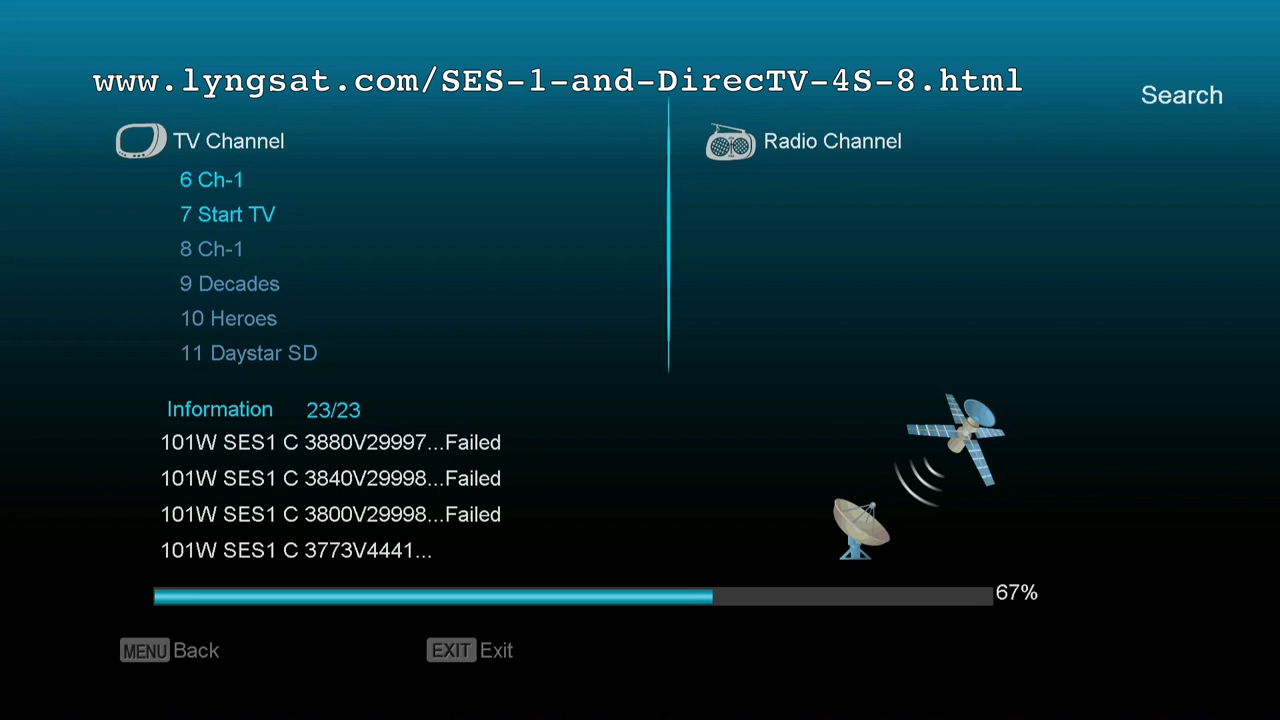 www.lyngsat.com/SES-1-and-DirecTV-4S-8.html
Search
TV Channel
6 Ch-1
7 Start TV
8 Ch-1
9 Decades
10 Heroes
11 Daystar SD
Radio Channel
Information 23/23
101W SES1 C 3880V29997...Failed
101W SES1 C 3840V29998...Failed
101W SES1 C 3800V29998...Failed
101W SES1 C 3773V4441...
67%
MENU Back
EXIT Exit